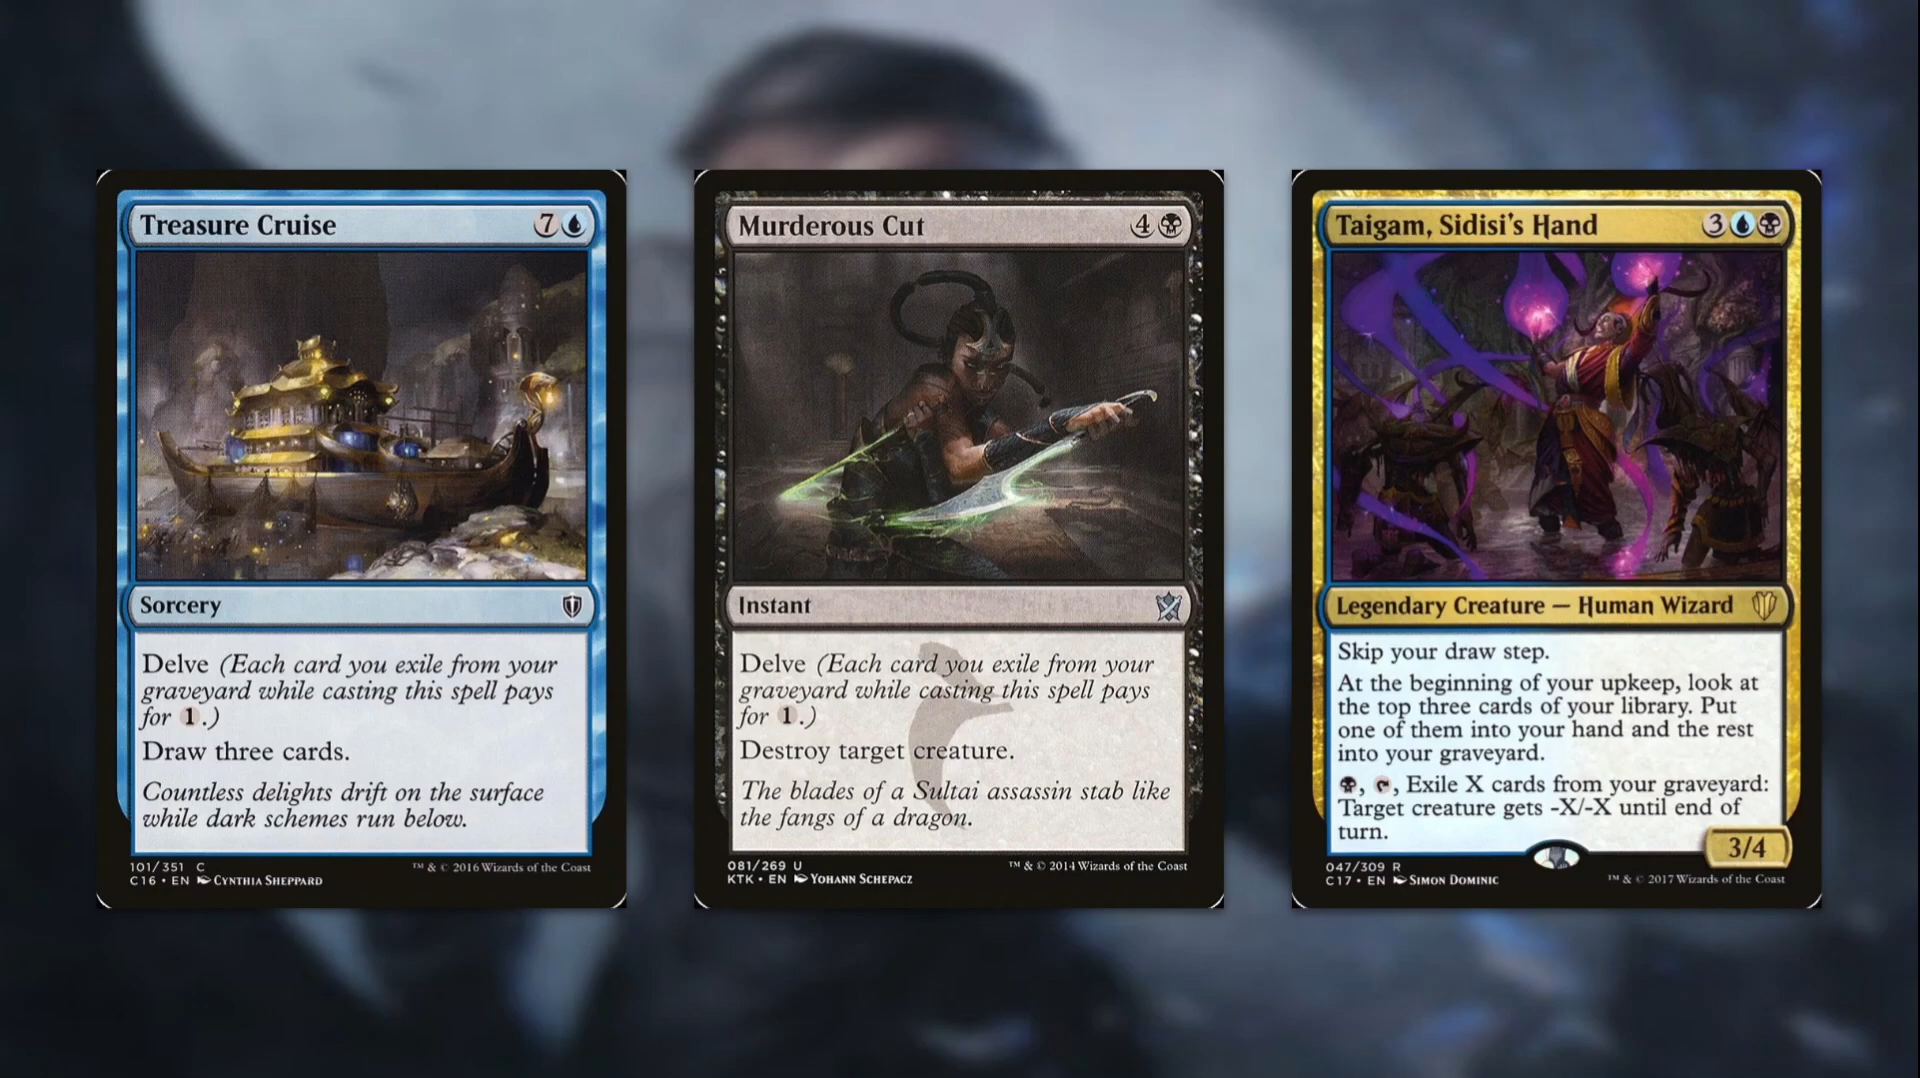 Treasure Cruise 7
Sorcery
Delve (Each card you exile from your
graveyard while casting this spell pays
for 1.)
Draw three cards.
Countless delights drift on the surface
while dark schemes run below.
101/351 C
C16 • EN CYNTHIA SHEPPARD
™ & © 2016 Wizards of the Coast
Murderous Cut 4
Instant
Delve (Each card you exile from your
graveyard while casting this spell pays
for 1.)
Destroy target creature.
The blades of a Sultai assassin stab like
the fangs of a dragon.
081/269 U
KTK • EN YOHANN SCHEPACZ
™ & © 2014 Wizards of the Coast
Taigam, Sidisi's Hand 3
Legendary Creature — Human Wizard
Skip your draw step.
At the beginning of your upkeep, look at
the top three cards of your library. Put
one of them into your hand and the rest
into your graveyard.
, , Exile X cards from your graveyard:
Target creature gets -X/-X until end of
turn.
3/4
047/309 R
C17 • EN SIMON DOMINIC
™ & © 2017 Wizards of the Coast